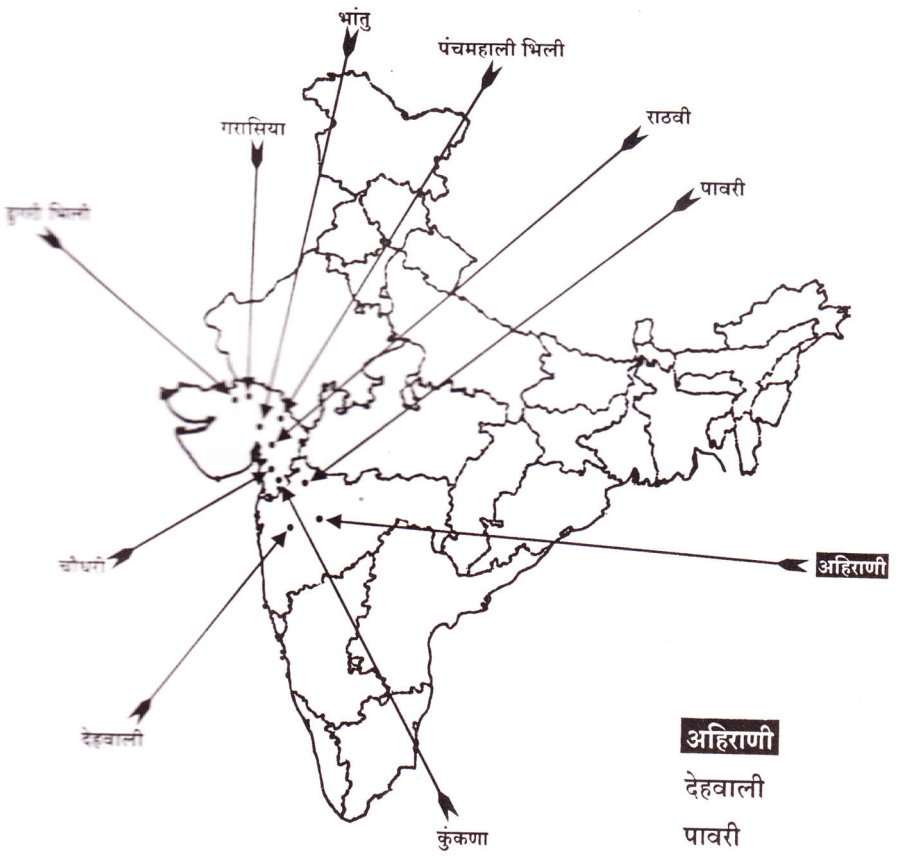 भांतु
पंचमहाली भिली
गरासिया
राठवी
पावरी
भिली
चौधरी
अहिराणी
देहवाली
कुंकणा
अहिराणी
देहवाली
पावरी